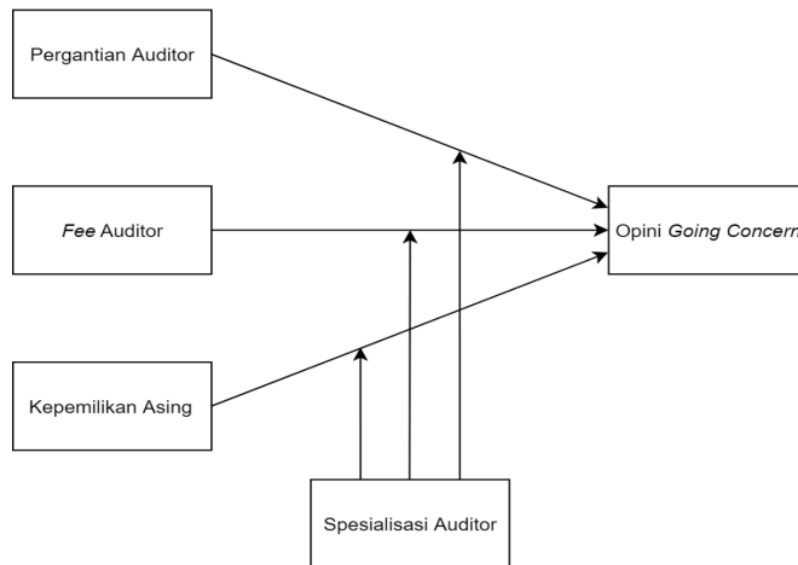 Pergantian Auditor
Fee Auditor
Opini Going Concern
Kepemilikan Asing
Spesialisasi Auditor